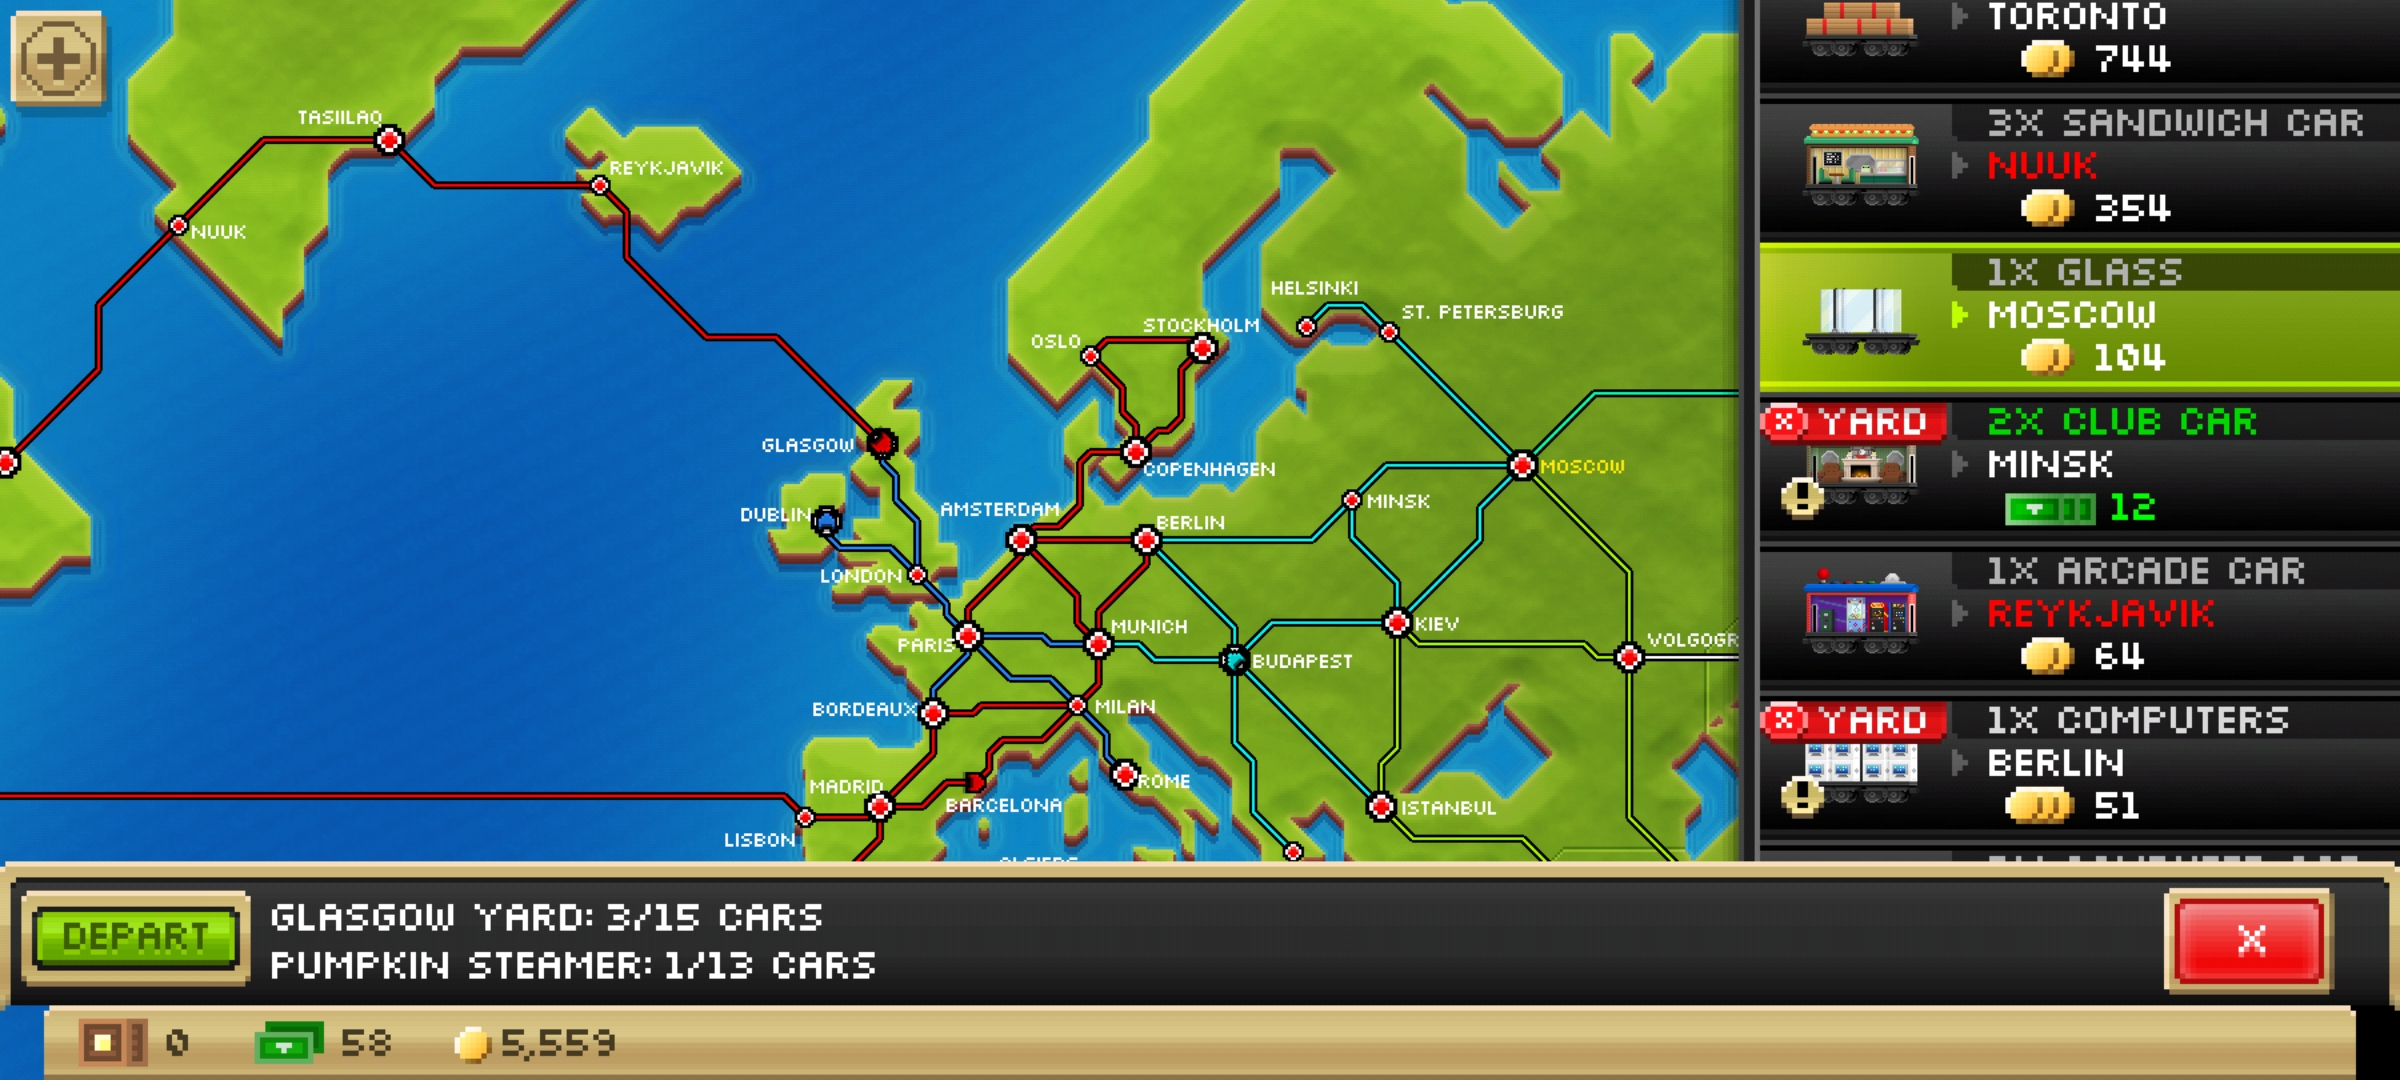 TASIILAQ
REYKJAVIK
NUUK
HELSINKI
ST. PETERSBURG
STOCKHOLM
OSLO
GLASGOW
COPENHAGEN
MOSCOW
MINSK
AMSTERDAM
BERLIN
DUBLIN
LONDON
PARIS
MUNICH
KIEV
VOLGOGR
BUDAPEST
BORDEAUX
MILAN
MADRID
BARCELONA
ROME
ISTANBUL
LISBON
TORONTO
744
3X SANDWICH CAR
NUUK
354
1X GLASS
MOSCOW
104
YARD
2X CLUB CAR
MINSK
12
1X ARCADE CAR
REYKJAVIK
64
YARD
1X COMPUTERS
BERLIN
51
DEPART
GLASGOW YARD: 3/15 CARS
PUMPKIN STEAMER: 1/13 CARS
X
0
58
5,559